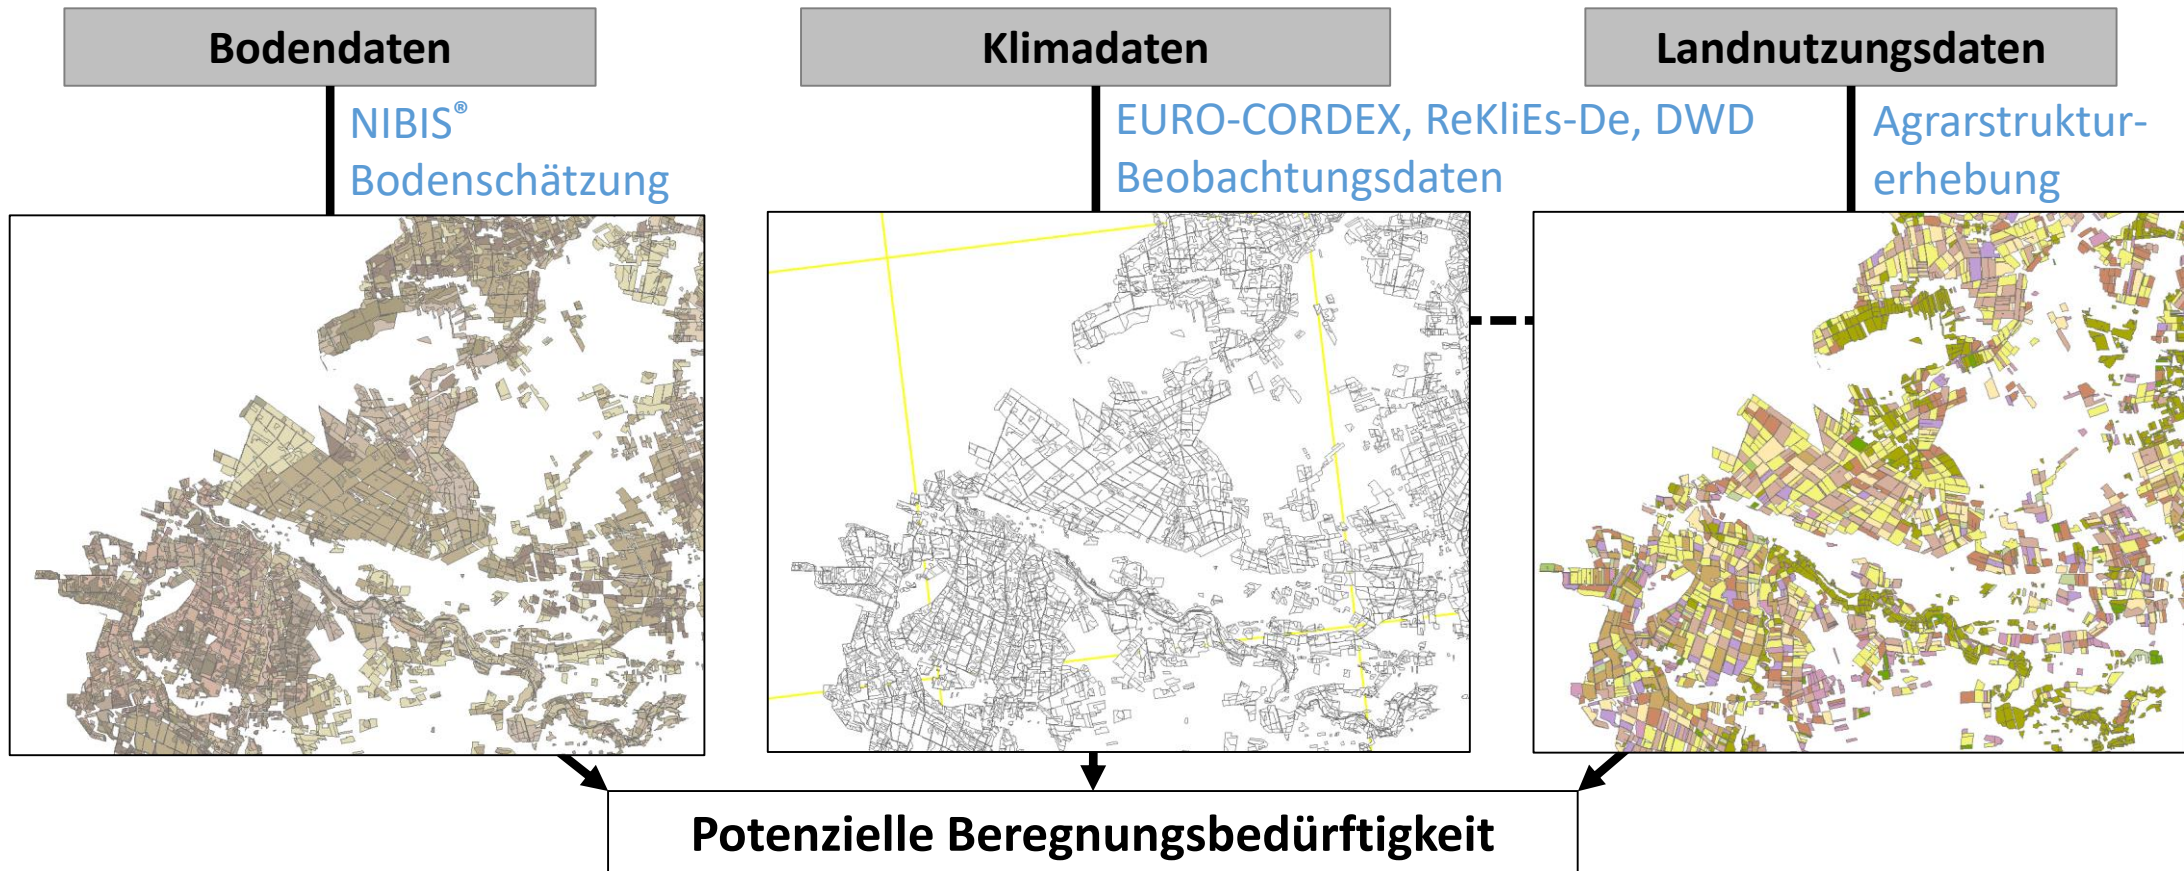 Bodendaten
NIBIS®
Bodenschätzung
Klimadaten
EURO-CORDEX, ReKliEs-De, DWD
Beobachtungsdaten
Landnutzungsdaten
Agrarstruktur-
erhebung
Potenzielle Beregnungsbedürftigkeit